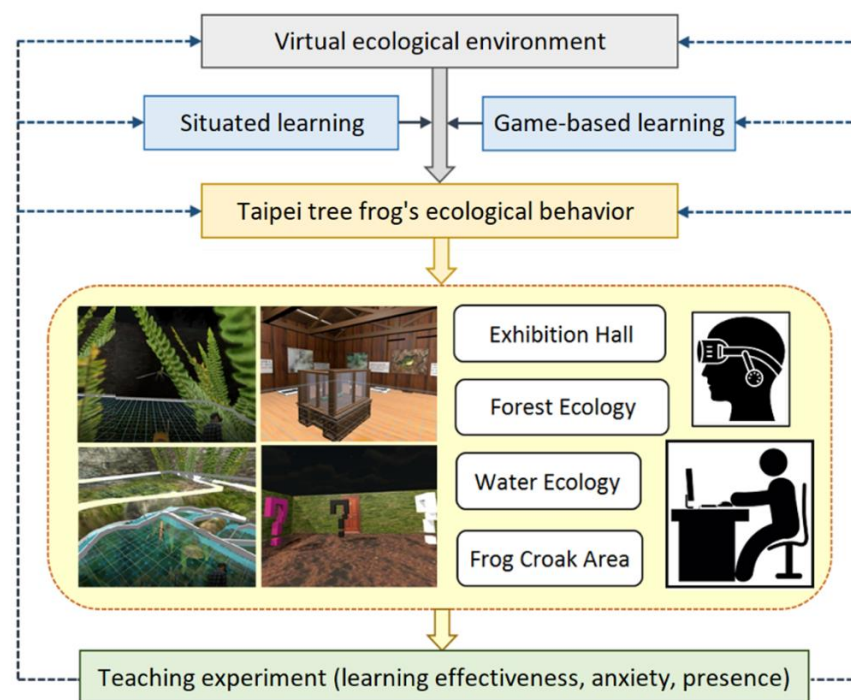 Virtual ecological environment
Situated learning
Game-based learning
Taipei tree frog's ecological behavior
Exhibition Hall
Forest Ecology
Water Ecology
Frog Croak Area
? ? ?
Teaching experiment (learning effectiveness, anxiety, presence)